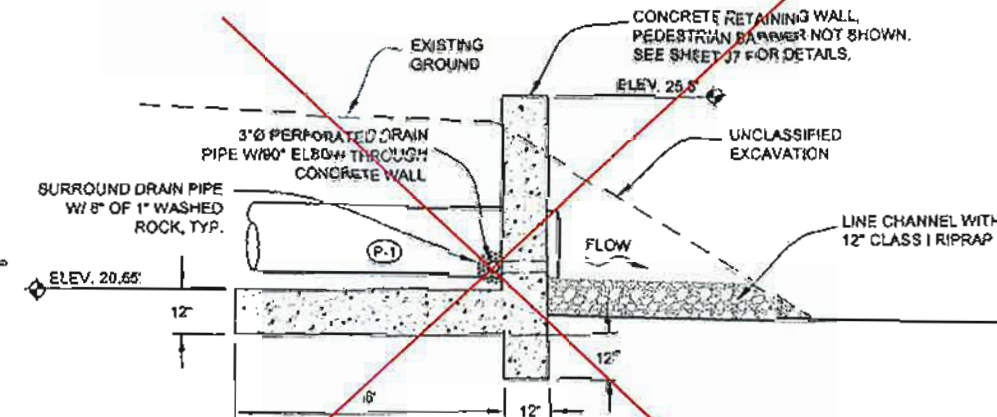 CONCRETE RETAINING WALL,
PEDESTRIAN BARRIER NOT SHOWN.
SEE SHEET 37 FOR DETAILS.
EXISTING
GROUND
ELEV. 25.8'
3"Ø PERFORATED DRAIN
PIPE W/90° ELBOW THROUGH
CONCRETE WALL
UNCLASSIFIED
EXCAVATION
SURROUND DRAIN PIPE
W/ 6" OF 1" WASHED
ROCK, TYP.
LINE CHANNEL WITH
12" CLASS I RIPRAP
FLOW
P-1
ELEV. 20.65'
12"
12"
6'
12"